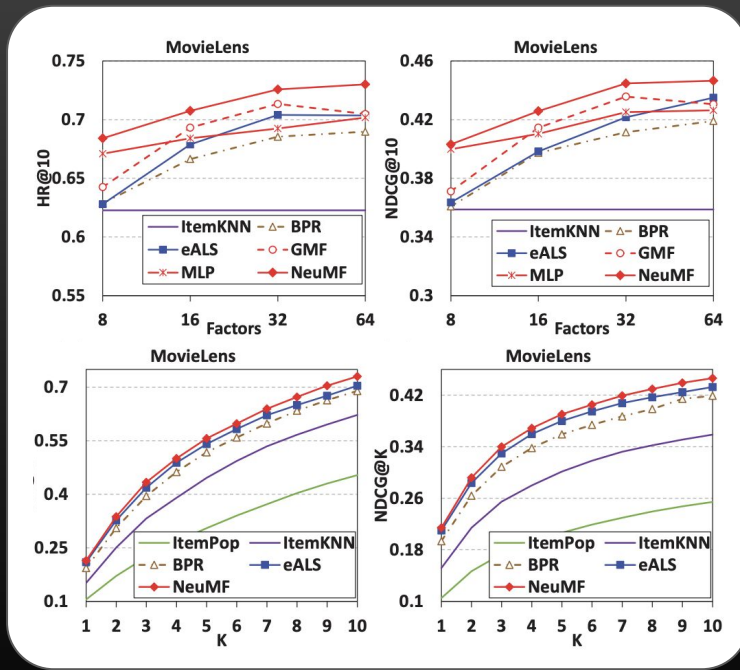 MovieLens
0.75
0.7
0.65
0.6
0.55
HR@10
ItemKNN
BPR
eALS
GMF
MLP
NeuMF
8 16 32 64
Factors
MovieLens
0.46
0.42
0.38
0.34
0.3
NDCG@10
ItemKNN
BPR
eALS
GMF
MLP
NeuMF
8 16 32 64
Factors
MovieLens
0.7
0.55
0.4
0.25
0.1
ItemPop
ItemKNN
BPR
eALS
NeuMF
1 2 3 4 5 6 7 8 9 10
K
MovieLens
0.42
0.34
0.26
0.18
0.1
NDCG@K
ItemPop
ItemKNN
BPR
eALS
NeuMF
1 2 3 4 5 6 7 8 9 10
K